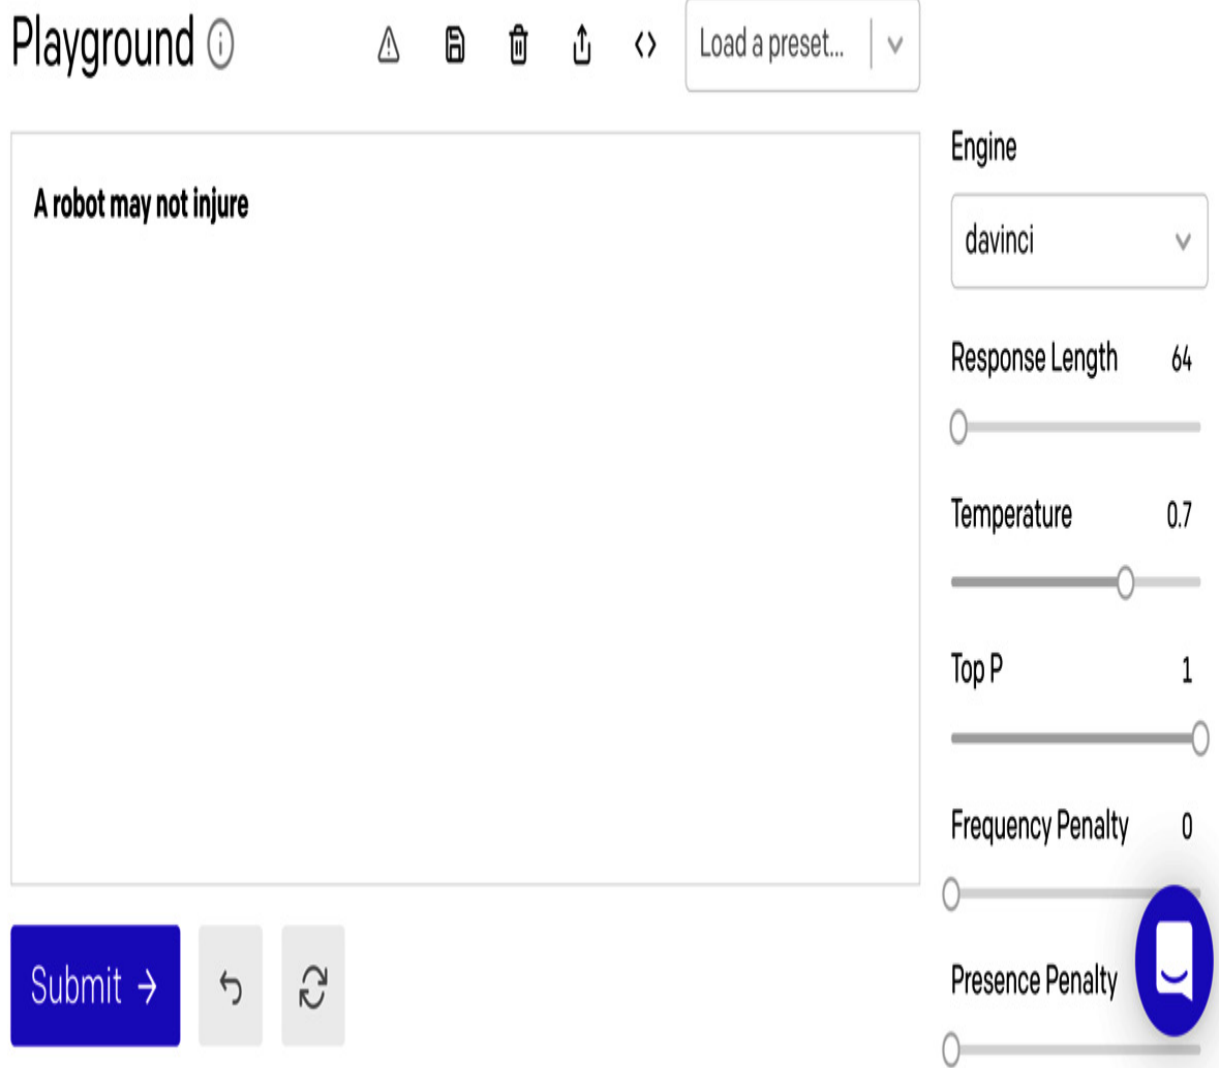 Playground
Load a preset...
A robot may not injure
Engine
davinci
Response Length 64
Temperature 0.7
Top P 1
Frequency Penalty 0
Presence Penalty
Submit →